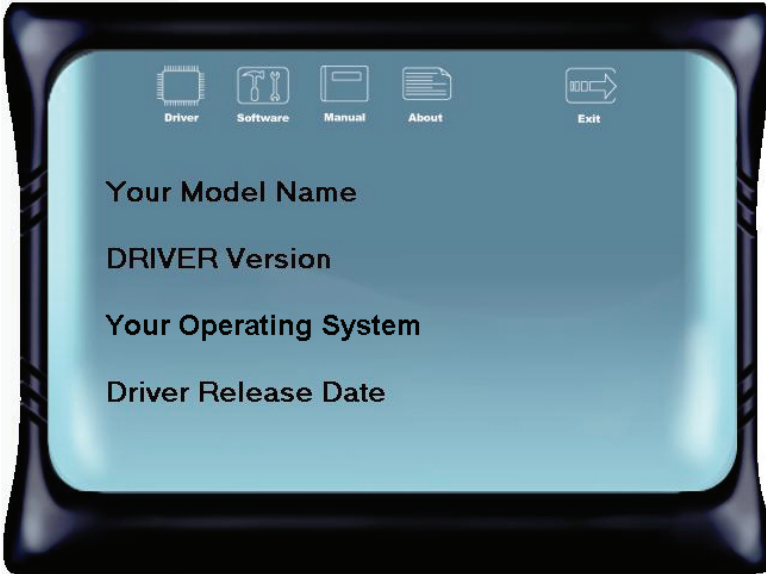 Driver Software Manual About Exit
Your Model Name
DRIVER Version
Your Operating System
Driver Release Date